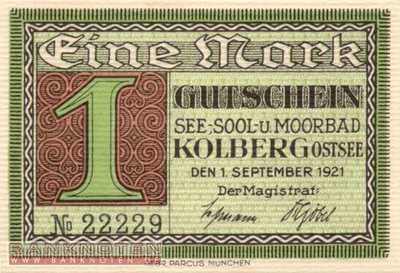 Eine Mark
1
GUTSCHEIN
SEE-, SOOL- U. MOORBAD
KOLBERG OSTSEE
DEN 1. SEPTEMBER 1921
Der Magistrat:
No 22229
GEBR. PARCUS MÜNCHEN